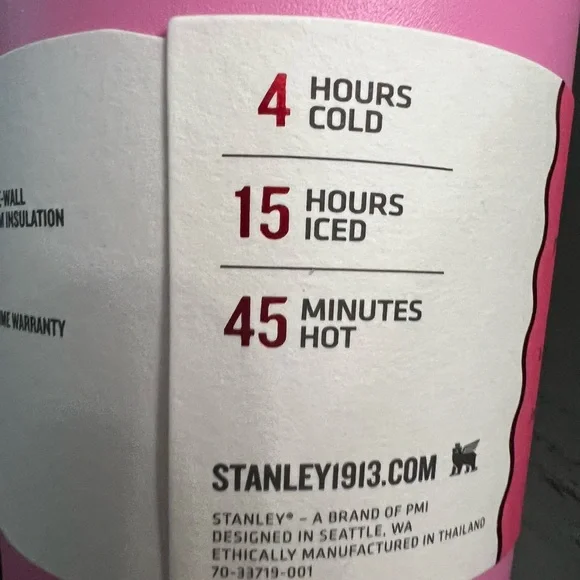 -WALL
M INSULATION
ME WARRANTY
4 HOURS
COLD
15 HOURS
ICED
45 MINUTES
HOT
STANLEY1913.COM
STANLEY® – A BRAND OF PMI
DESIGNED IN SEATTLE, WA
ETHICALLY MANUFACTURED IN THAILAND
70-33719-001